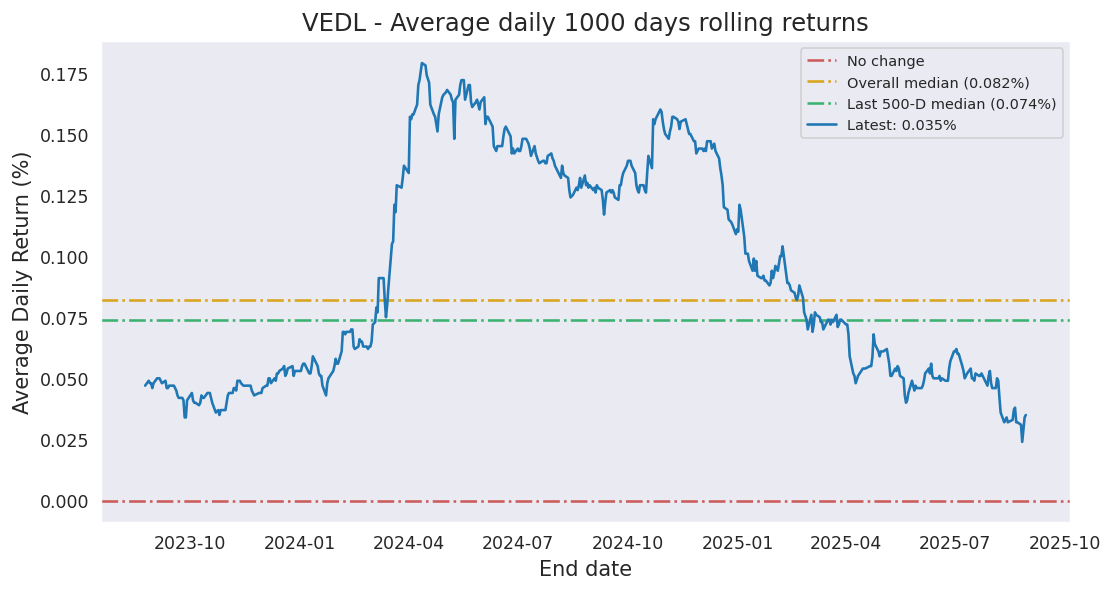 VEDL - Average daily 1000 days rolling returns
No change
Overall median (0.082%)
Last 500-D median (0.074%)
Latest: 0.035%
Average Daily Return (%)
0.175
0.150
0.125
0.100
0.075
0.050
0.025
0.000
2023-10 2024-01 2024-04 2024-07 2024-10 2025-01 2025-04 2025-07 2025-10
End date